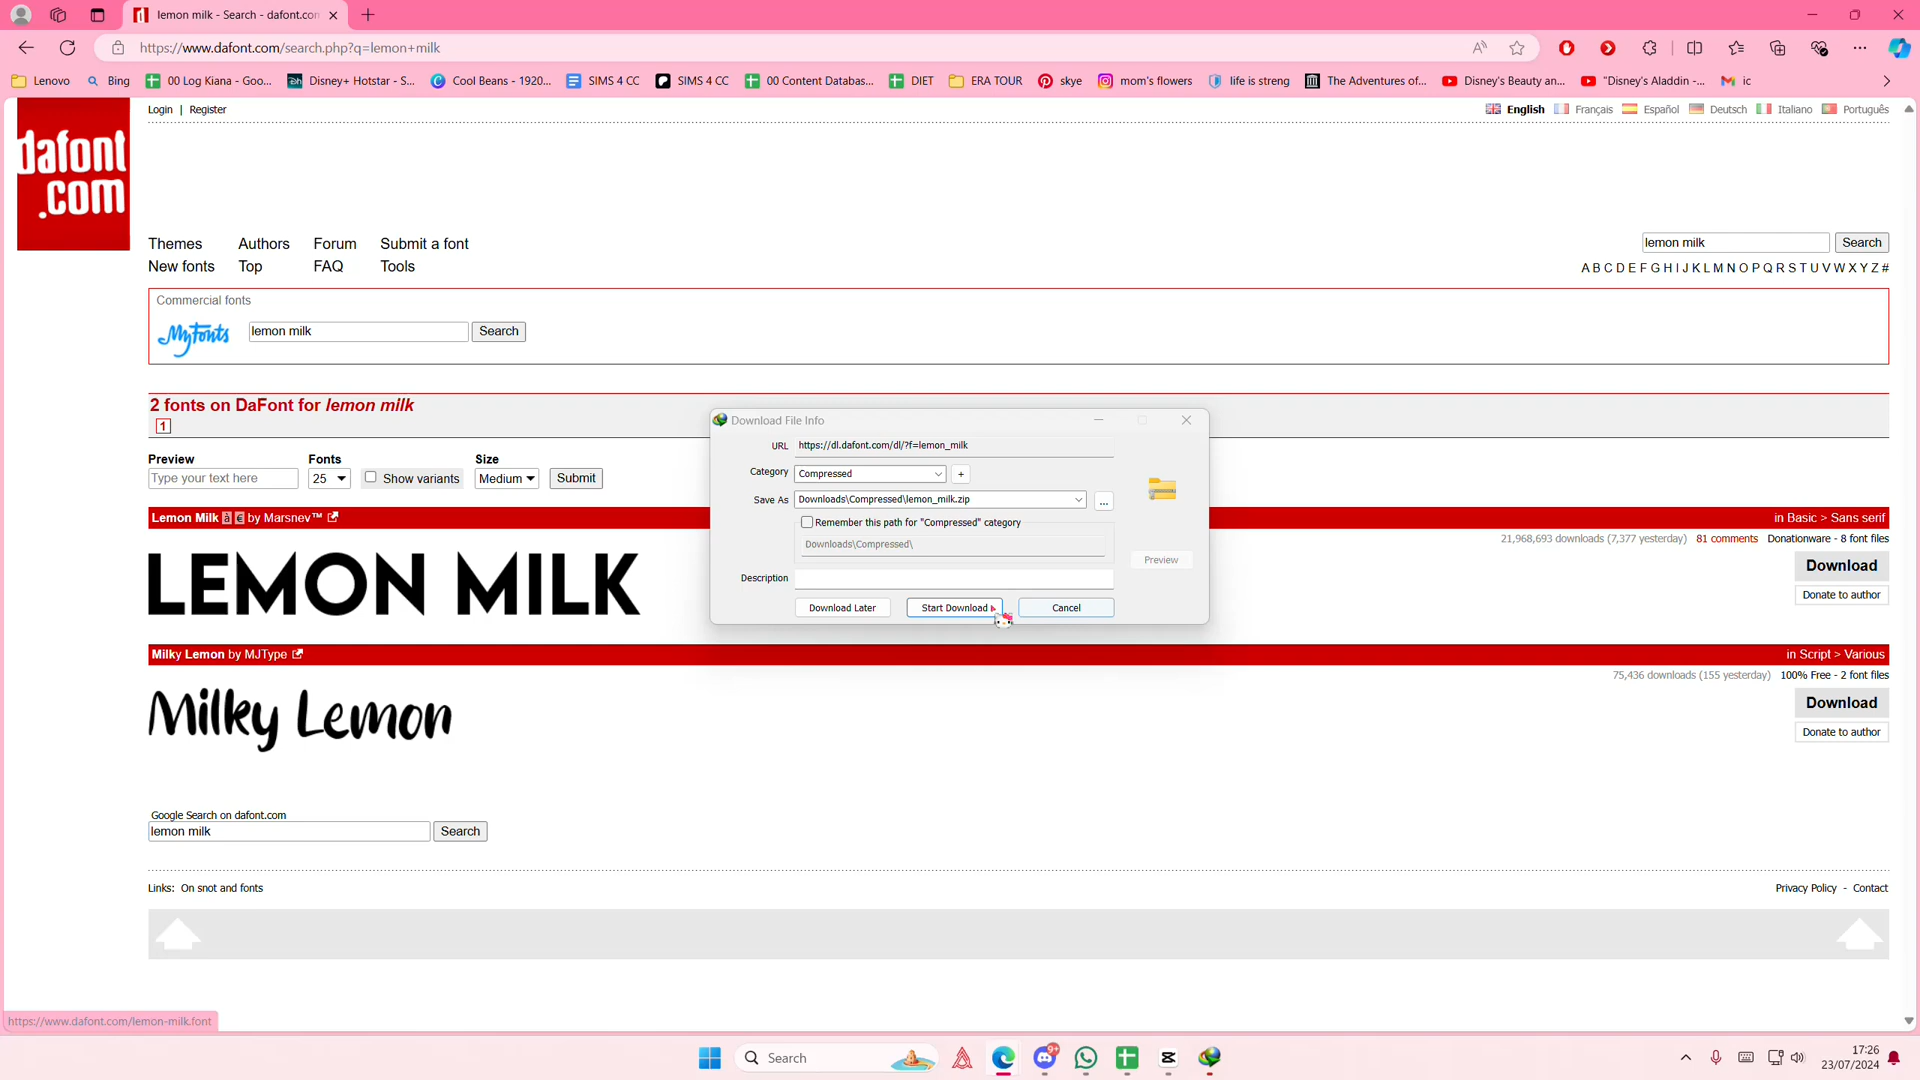 lemon milk - Search - dafont.com
https://www.dafont.com/search.php?q=lemon+milk
Lenovo
Bing
00 Log Kiana - Goo...
Disney+ Hotstar - S...
Cool Beans - 1920...
SIMS 4 CC
SIMS 4 CC
00 Content Databas...
DIET
ERA TOUR
skye
mom's flowers
life is streng
The Adventures of...
Disney's Beauty an...
"Disney's Aladdin -...
ic
dafont
.com
Login | Register
English Français Español Deutsch Italiano Português
Themes Authors Forum Submit a font
New fonts Top FAQ Tools
lemon milk Search
A B C D E F G H I J K L M N O P Q R S T U V W X Y Z #
Commercial fonts
MyFonts lemon milk Search
2 fonts on DaFont for lemon milk
1
Preview Fonts Size
Type your text here 25 Show variants Medium Submit
Lemon Milk à € by Marsnev™ in Basic > Sans serif
21,968,693 downloads (7,377 yesterday) 81 comments Donationware - 8 font files
LEMON MILK
Download
Donate to author
Milky Lemon by MJType in Script > Various
75,436 downloads (155 yesterday) 100% Free - 2 font files
Milky Lemon
Download
Donate to author
Google Search on dafont.com
lemon milk Search
Links: On snot and fonts Privacy Policy - Contact
https://www.dafont.com/lemon-milk.font
Download File Info
URL https://dl.dafont.com/dl/?f=lemon_milk
Category Compressed +
Save As Downloads\Compressed\lemon_milk.zip ...
Remember this path for "Compressed" category
Downloads\Compressed\
Preview
Description
Download Later Start Download Cancel
Search
9+
17:26
23/07/2024